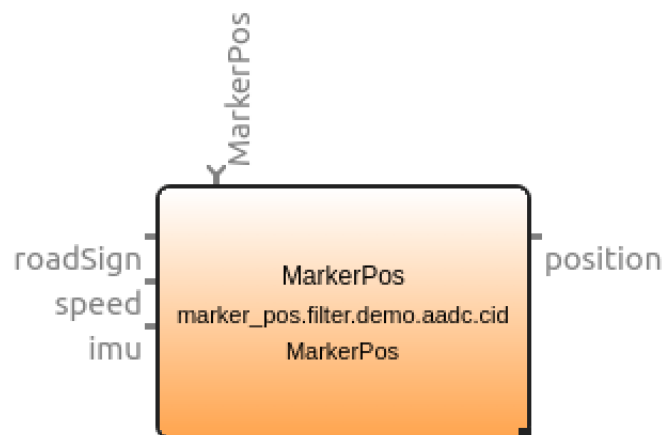 MarkerPos
roadSign
speed
imu
MarkerPos
marker_pos.filter.demo.aadc.cid
MarkerPos
position